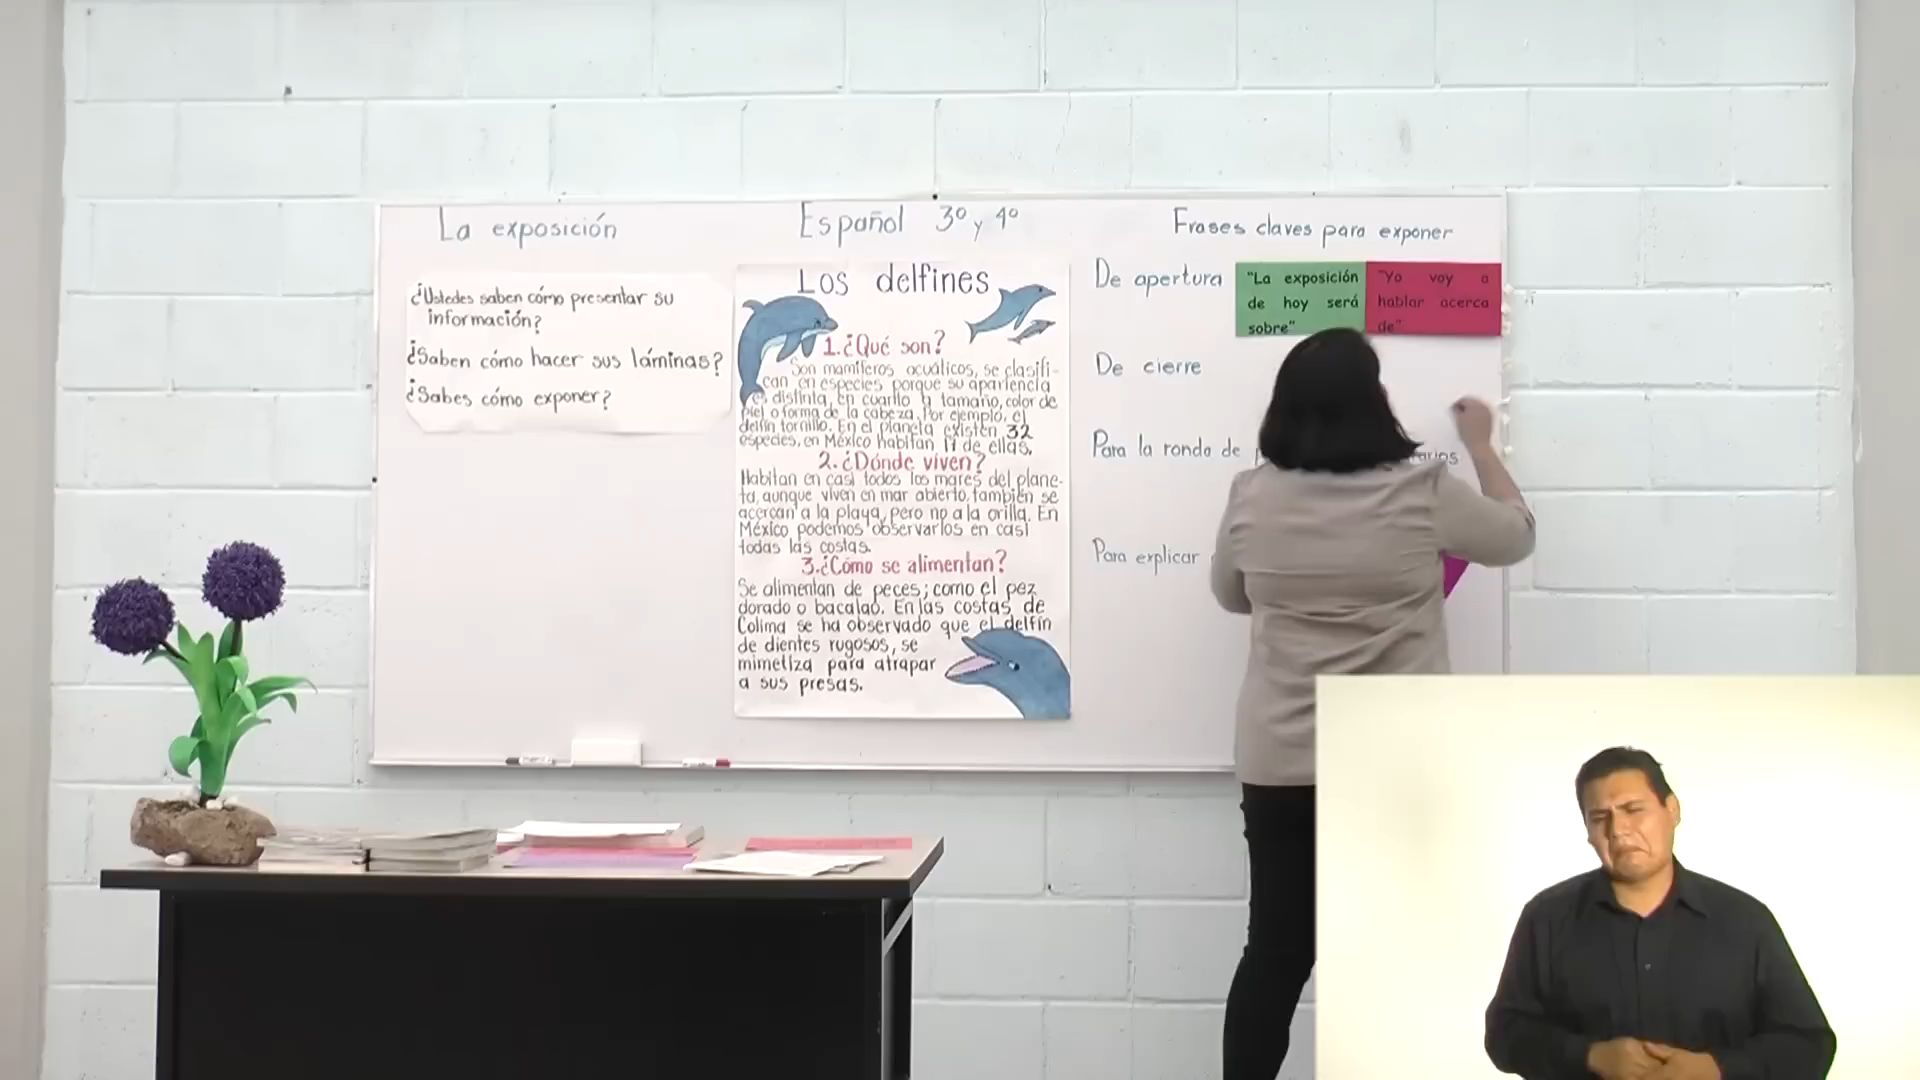 La exposición
¿Ustedes saben cómo presentar su
información?
¿Saben cómo hacer sus láminas?
¿Sabes cómo exponer?
Español 3º y 4º
Los delfines
1. ¿Qué son?
Son mamíferos acuáticos, se clasifi-
can en especies porque su apariencia
es distinta, en cuanto a tamaño, color de
piel o forma de la cabeza. Por ejemplo, el
delfín tornillo. En el planeta existen 32
especies, en México habitan 17 de ellas.
2. ¿Dónde viven?
Habitan en casi todos los mares del plane-
ta, aunque viven en mar abierto, también se
acercan a la playa, pero no a la orilla. En
México podemos observarlos en casi
todas las costas.
3. ¿Cómo se alimentan?
Se alimentan de peces; como el pez
dorado o bacalao. En las costas de
Colima se ha observado que el delfín
de dientes rugosos, se
mimetiza para atrapar
a sus presas.
Frases claves para exponer
De apertura
"La exposición
de hoy será
sobre"
"Yo voy a
hablar acerca
de"
De cierre
Para la ronda de
Para explicar